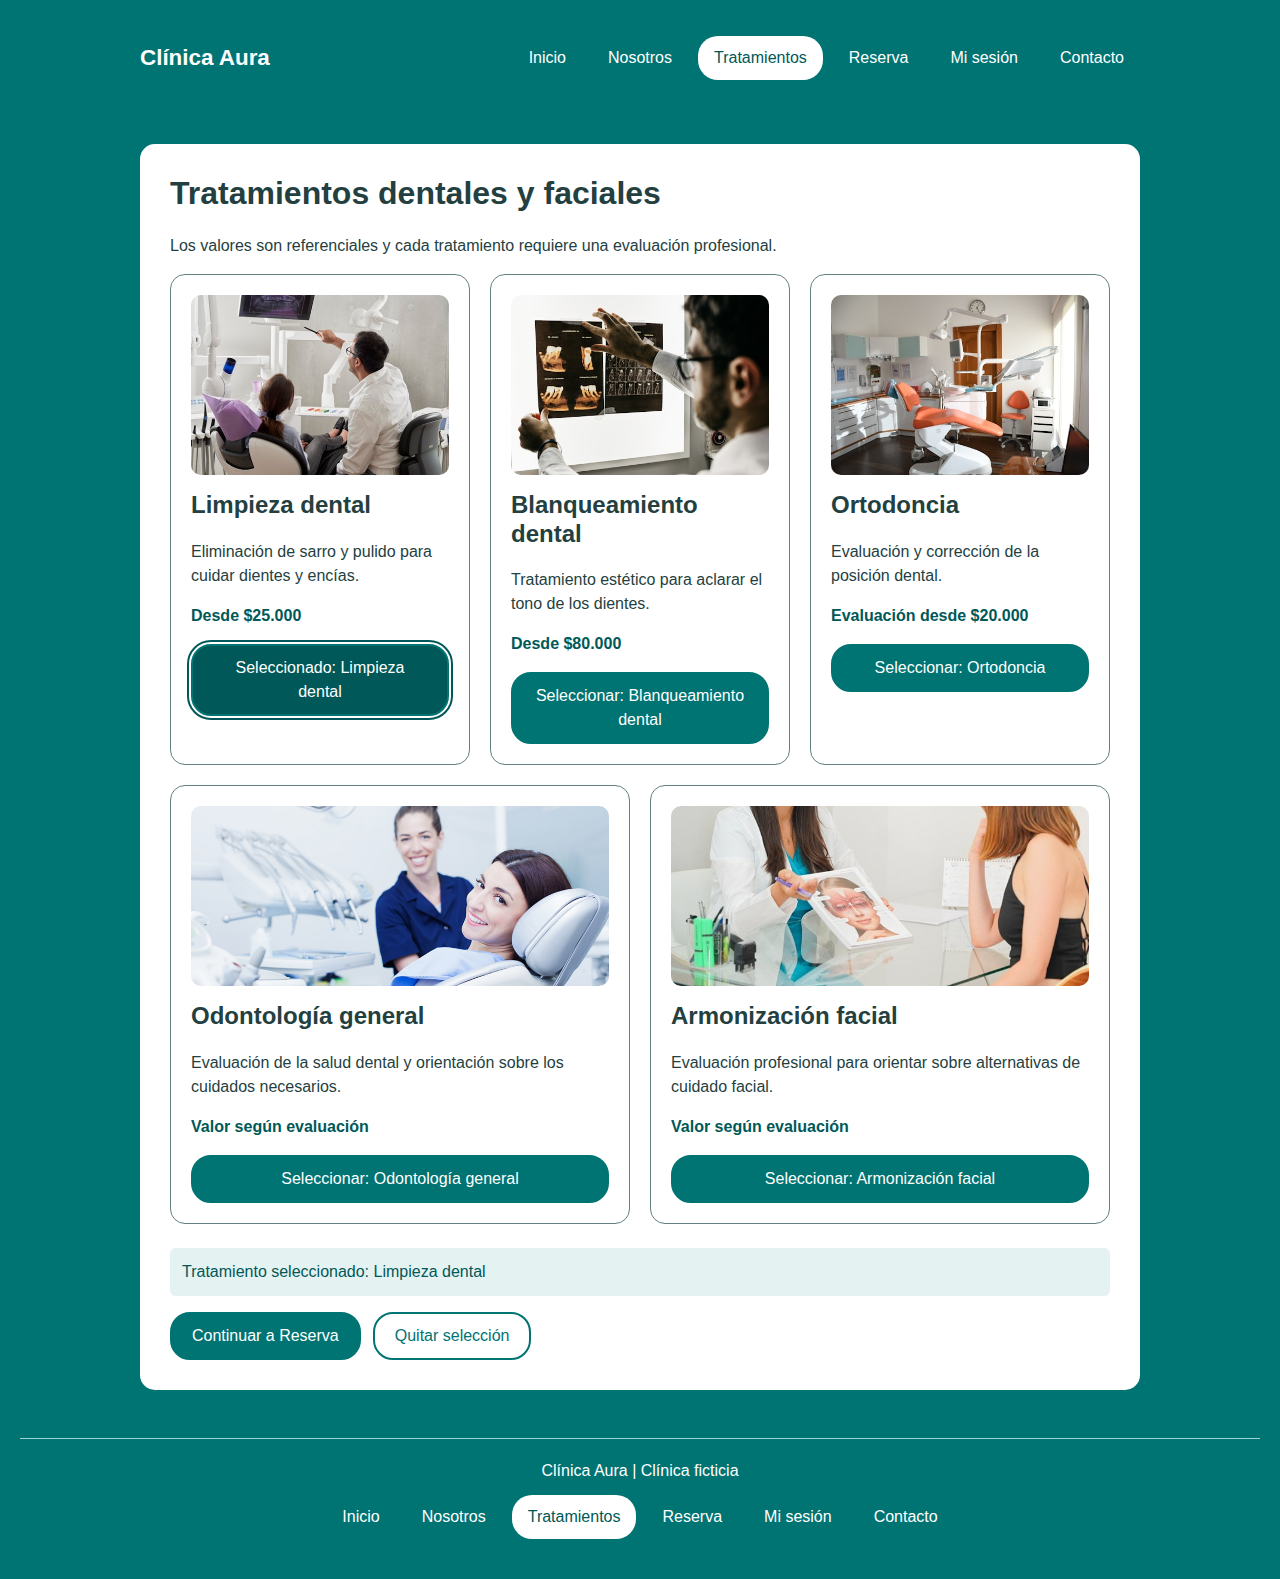 Clínica Aura
Inicio
Nosotros
Tratamientos
Reserva
Mi sesión
Contacto
Tratamientos dentales y faciales
Los valores son referenciales y cada tratamiento requiere una evaluación profesional.
Limpieza dental
Eliminación de sarro y pulido para
cuidar dientes y encías.
Desde $25.000
Seleccionado: Limpieza
dental
Blanqueamiento
dental
Tratamiento estético para aclarar el
tono de los dientes.
Desde $80.000
Seleccionar: Blanqueamiento
dental
Ortodoncia
Evaluación y corrección de la
posición dental.
Evaluación desde $20.000
Seleccionar: Ortodoncia
Odontología general
Evaluación de la salud dental y orientación sobre los
cuidados necesarios.
Valor según evaluación
Seleccionar: Odontología general
Armonización facial
Evaluación profesional para orientar sobre alternativas de
cuidado facial.
Valor según evaluación
Seleccionar: Armonización facial
Tratamiento seleccionado: Limpieza dental
Continuar a Reserva
Quitar selección
Clínica Aura | Clínica ficticia
Inicio
Nosotros
Tratamientos
Reserva
Mi sesión
Contacto